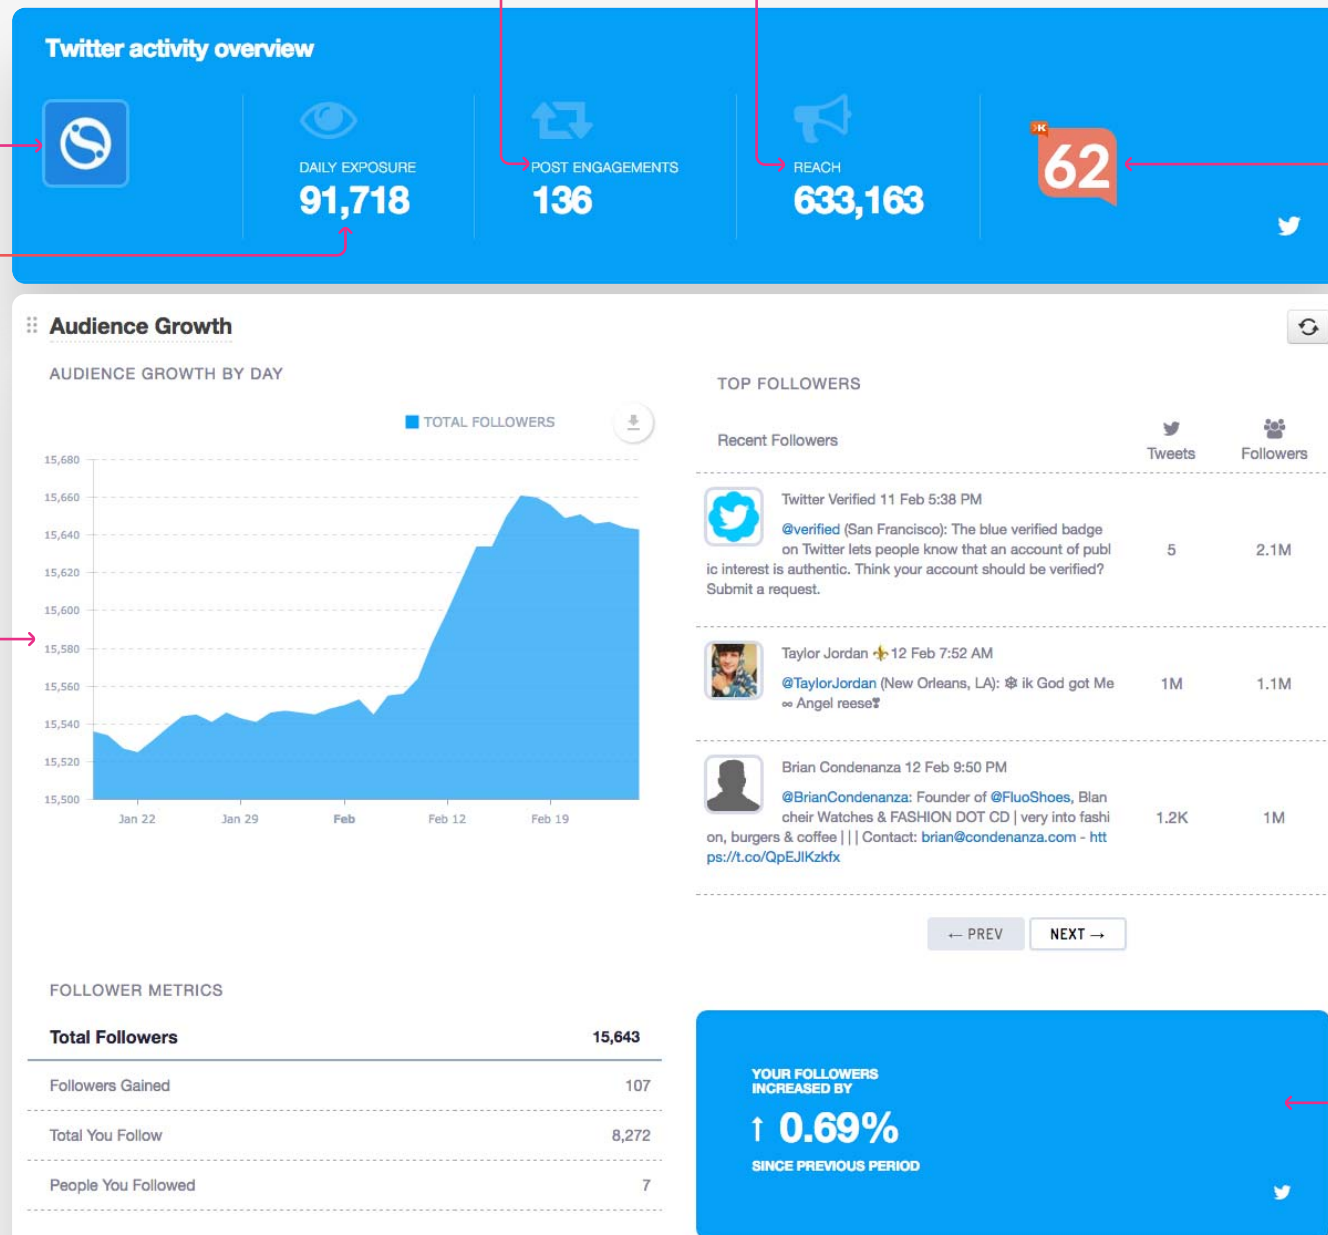 Twitter activity overview
DAILY EXPOSURE
91,718
POST ENGAGEMENTS
136
REACH
633,163
K
62
Audience Growth
AUDIENCE GROWTH BY DAY
TOTAL FOLLOWERS
15,680
15,660
15,640
15,620
15,600
15,580
15,560
15,540
15,520
15,500
Jan 22 Jan 29 Feb Feb 12 Feb 19
TOP FOLLOWERS
Recent Followers Tweets Followers
Twitter Verified 11 Feb 5:38 PM
@verified (San Francisco): The blue verified badge
on Twitter lets people know that an account of publ
ic interest is authentic. Think your account should be verified?
Submit a request.
5 2.1M
Taylor Jordan ⚜ 12 Feb 7:52 AM
@TaylorJordan (New Orleans, LA): ❄ ik God got Me
∞ Angel reese❣
1M 1.1M
Brian Condenanza 12 Feb 9:50 PM
@BrianCondenanza: Founder of @FluoShoes, Blan
cheir Watches & FASHION DOT CD | very into fashi
on, burgers & coffee | | | Contact: brian@condenanza.com - htt
ps://t.co/QpEJlKzkfx
1.2K 1M
← PREV NEXT →
FOLLOWER METRICS
Total Followers 15,643
Followers Gained 107
Total You Follow 8,272
People You Followed 7
YOUR FOLLOWERS
INCREASED BY
↑ 0.69%
SINCE PREVIOUS PERIOD